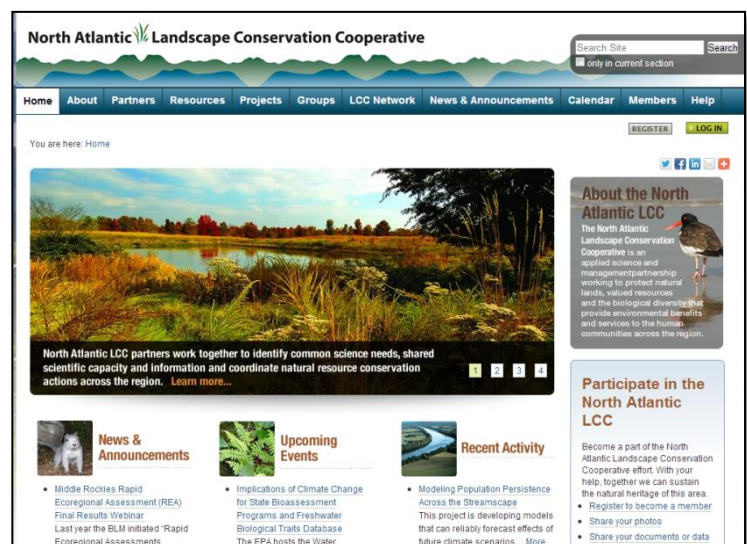 North Atlantic Landscape Conservation Cooperative
Search Site
Search
only in current section
Home About Partners Resources Projects Groups LCC Network News & Announcements Calendar Members Help
REGISTER
LOG IN
You are here: Home
About the North
Atlantic LCC
The North Atlantic
Landscape Conservation
Cooperative is an
applied science and
managementpartnership
working to protect natural
lands, valued resources
and the biological diversity that
provide environmental benefits
and services to the human
communities across the region.
North Atlantic LCC partners work together to identify common science needs, shared
scientific capacity and information and coordinate natural resource conservation
actions across the region. Learn more...
1 2 3 4
Participate in the
North Atlantic
LCC
Become a part of the North
Atlantic Landscape Conservation
Cooperative effort. With your
help, together we can sustain
the natural heritage of this area.
Register to become a member
Share your photos
Share your documents or data
News &
Announcements
Middle Rockies Rapid
Ecoregional Assessment (REA)
Final Results Webinar
Last year the BLM initiated "Rapid
Ecoregional Assessments
Upcoming
Events
Implications of Climate Change
for State Bioassessment
Programs and Freshwater
Biological Traits Database
The EPA hosts the Water
Recent Activity
Modeling Population Persistence
Across the Streamscape
This project is developing models
that can reliably forecast effects of
future climate scenarios... More